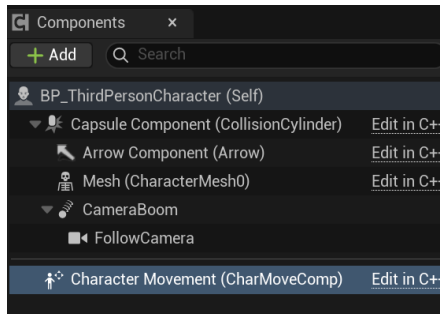 Components
+ Add Search
BP_ThirdPersonCharacter (Self)
Capsule Component (CollisionCylinder) Edit in C+
Arrow Component (Arrow) Edit in C+
Mesh (CharacterMesh0) Edit in C+
CameraBoom
FollowCamera
Character Movement (CharMoveComp) Edit in C+